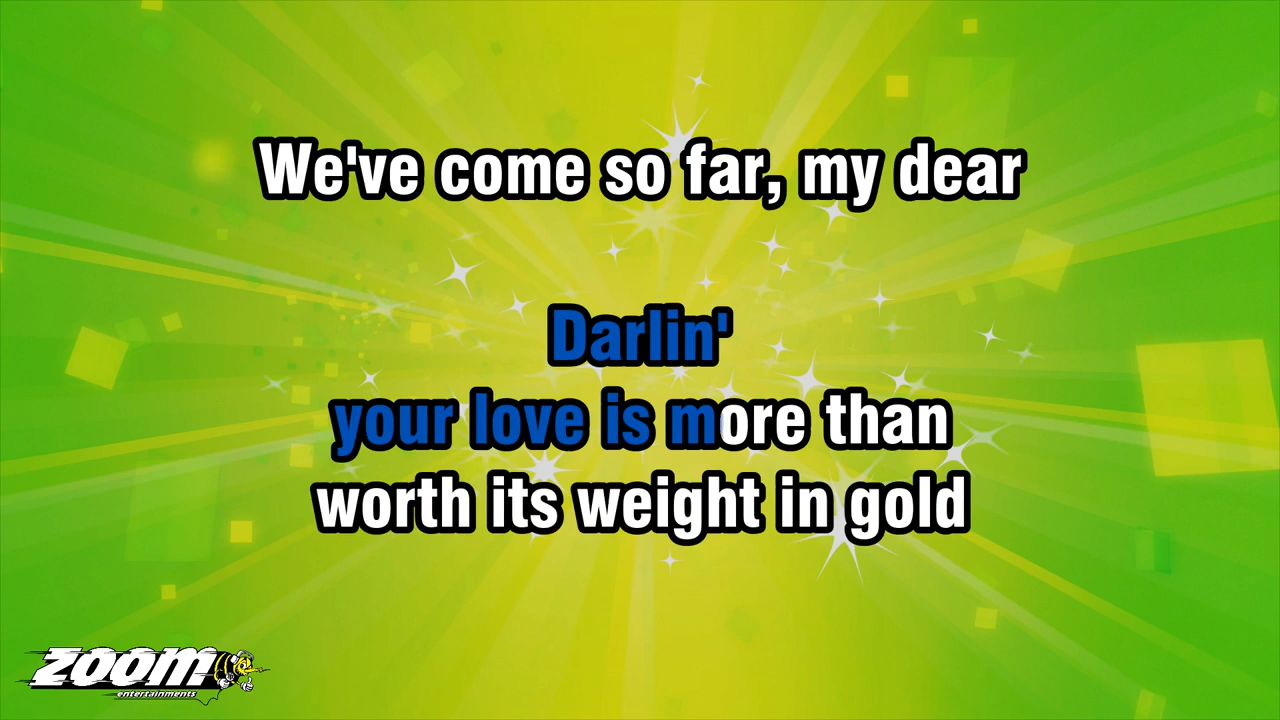 We've come so far, my dear
Darlin'
your love is more than
worth its weight in gold
ZOOM
entertainments